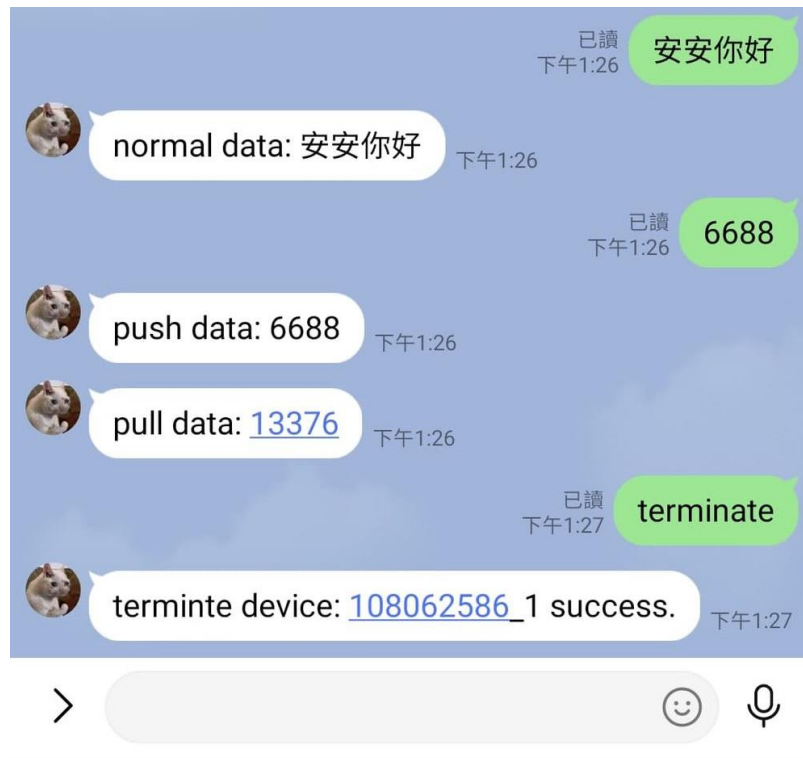 已讀
下午1:26
安安你好
normal data: 安安你好
下午1:26
已讀
下午1:26
6688
push data: 6688
下午1:26
pull data: 13376
下午1:26
已讀
下午1:27
terminate
terminte device: 108062586_1 success.
下午1:27